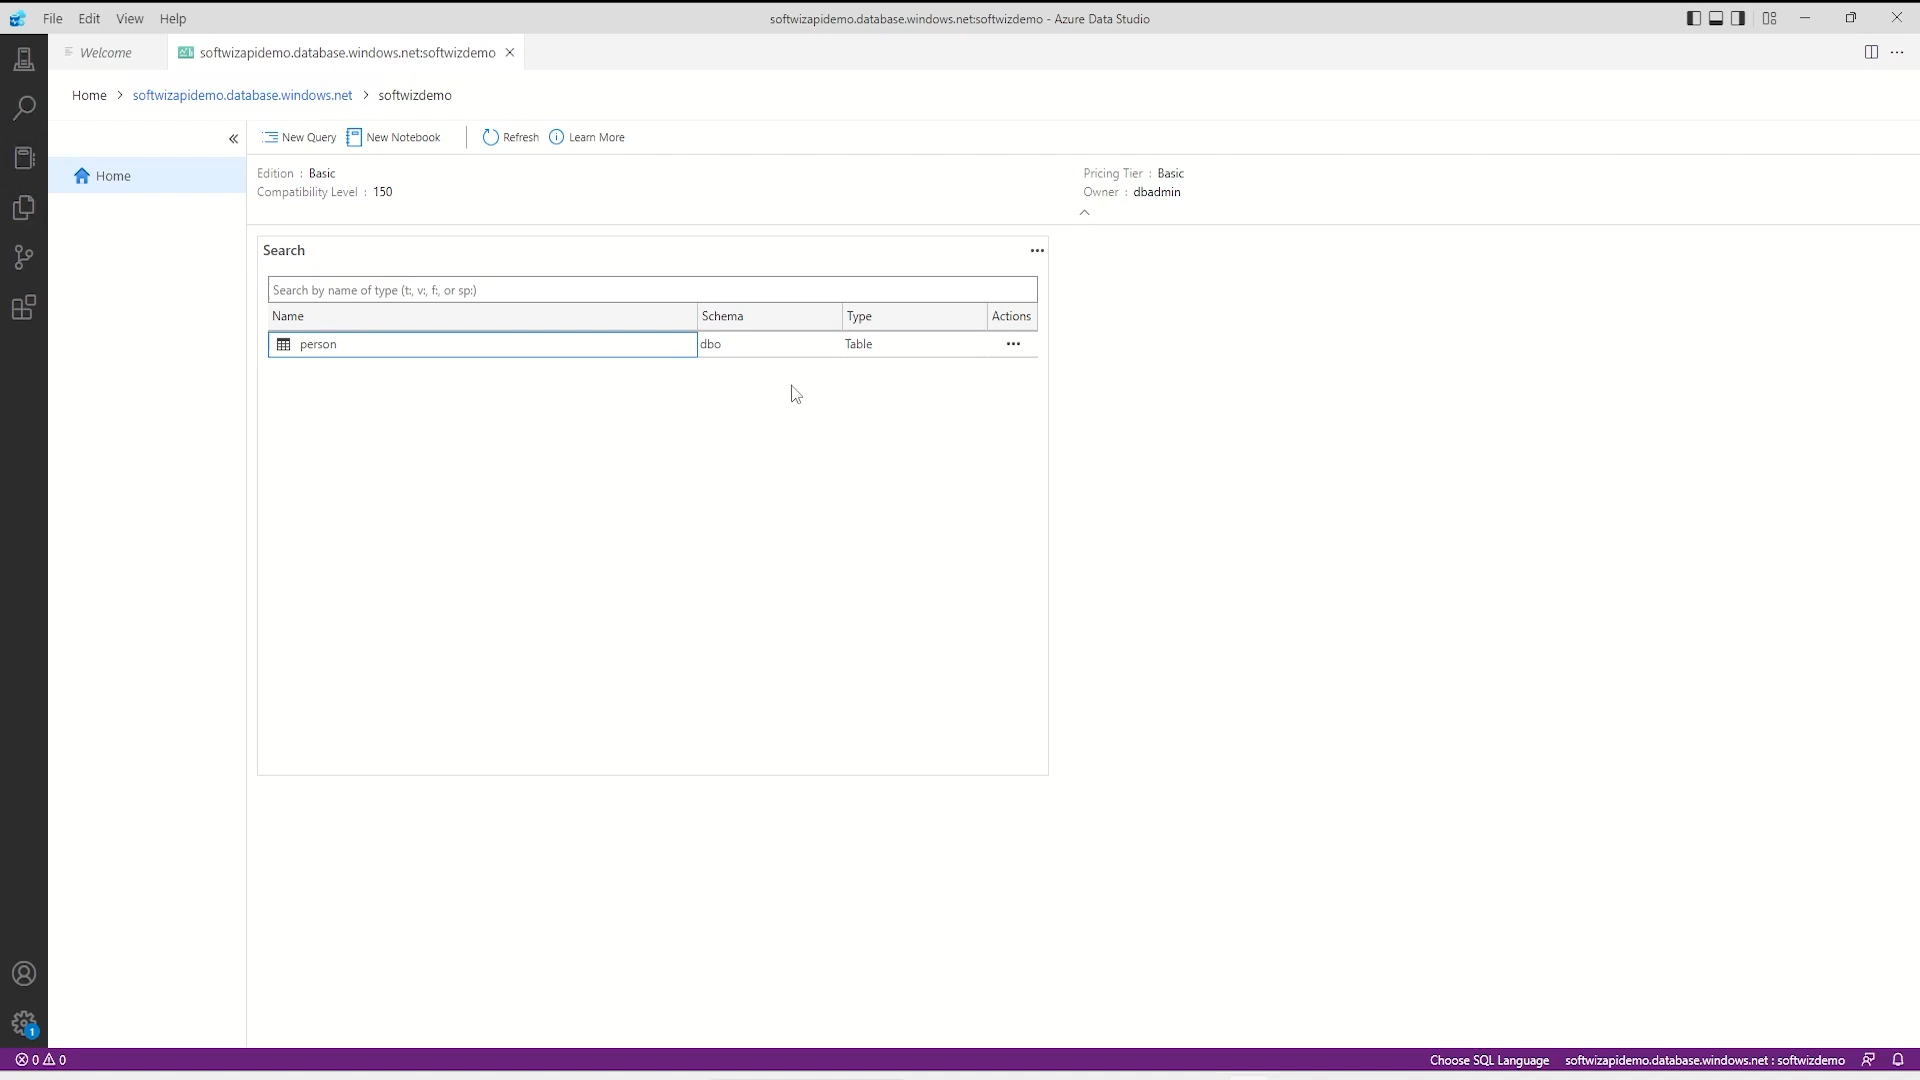 File Edit View Help
softwizapidemo.database.windows.net:softwizdemo - Azure Data Studio
Welcome
softwizapidemo.database.windows.net:softwizdemo
Home > softwizapidemo.database.windows.net > softwizdemo
New Query New Notebook Refresh Learn More
Home
Edition : Basic
Compatibility Level : 150
Pricing Tier : Basic
Owner : dbadmin
Search
Search by name of type (t:, v:, f:, or sp:)
Name Schema Type Actions
person dbo Table
1
0 0
Choose SQL Language softwizapidemo.database.windows.net : softwizdemo